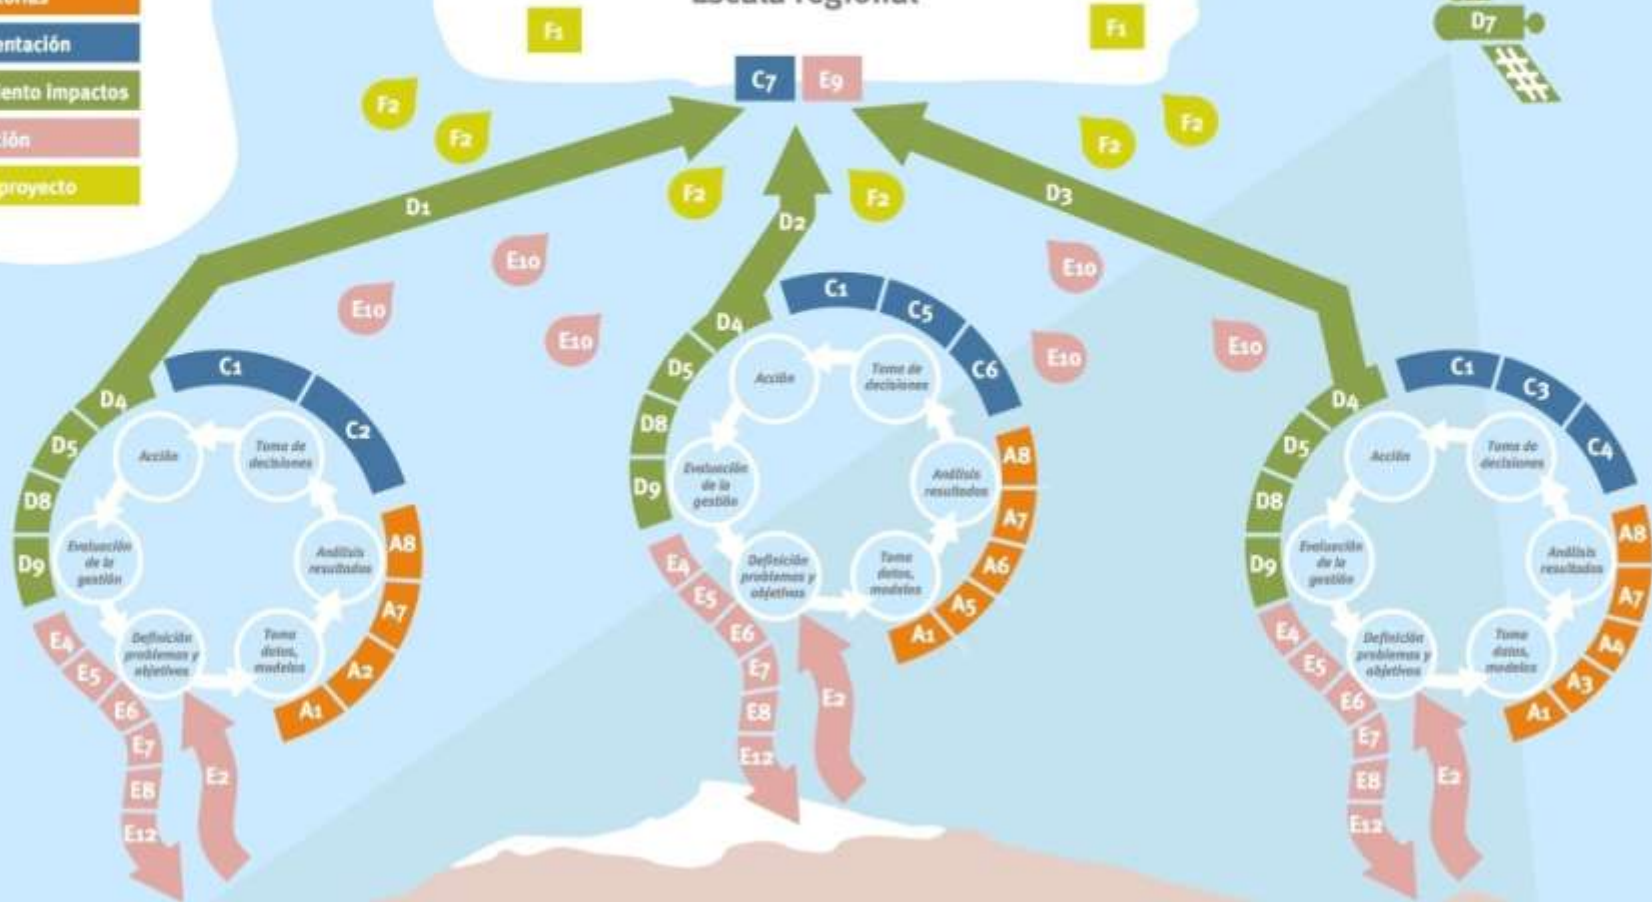 Escala regional
entación
ento impactos
ción
proyecto
F1
F1
D7
C7 E9
F2
F2
F2
F2
F2
F2
D1
D2
D3
E10
E10
E10
E10
E10
E10
C1
C2
D4
D5
D8
D9
Acción
Toma de
decisiones
Evaluación
de la
gestión
Análisis
resultados
Definición
problemas y
objetivos
Toma
datos,
modelos
A8
A7
A2
A1
E4
E5
E6
E7
E8
E12
E2
C1
C5
C6
D4
D5
D8
D9
Acción
Toma de
decisiones
Evaluación
de la
gestión
Análisis
resultados
Definición
problemas y
objetivos
Toma
datos,
modelos
A8
A7
A6
A5
A1
E4
E5
E6
E7
E8
E12
E2
C1
C3
C4
D4
D5
D8
D9
Acción
Toma de
decisiones
Evaluación
de la
gestión
Análisis
resultados
Definición
problemas y
objetivos
Toma
datos,
modelos
A8
A7
A4
A3
A1
E4
E5
E6
E7
E8
E12
E2